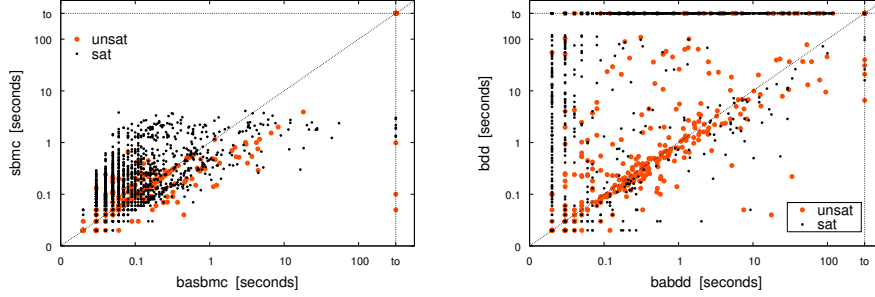 to
100
10
1
0.1
0
sbmc [seconds]
unsat
sat
0
0.1
1
10
100
to
basbmc [seconds]
to
100
10
1
0.1
0
bdd [seconds]
unsat
sat
0
0.1
1
10
100
to
babdd [seconds]